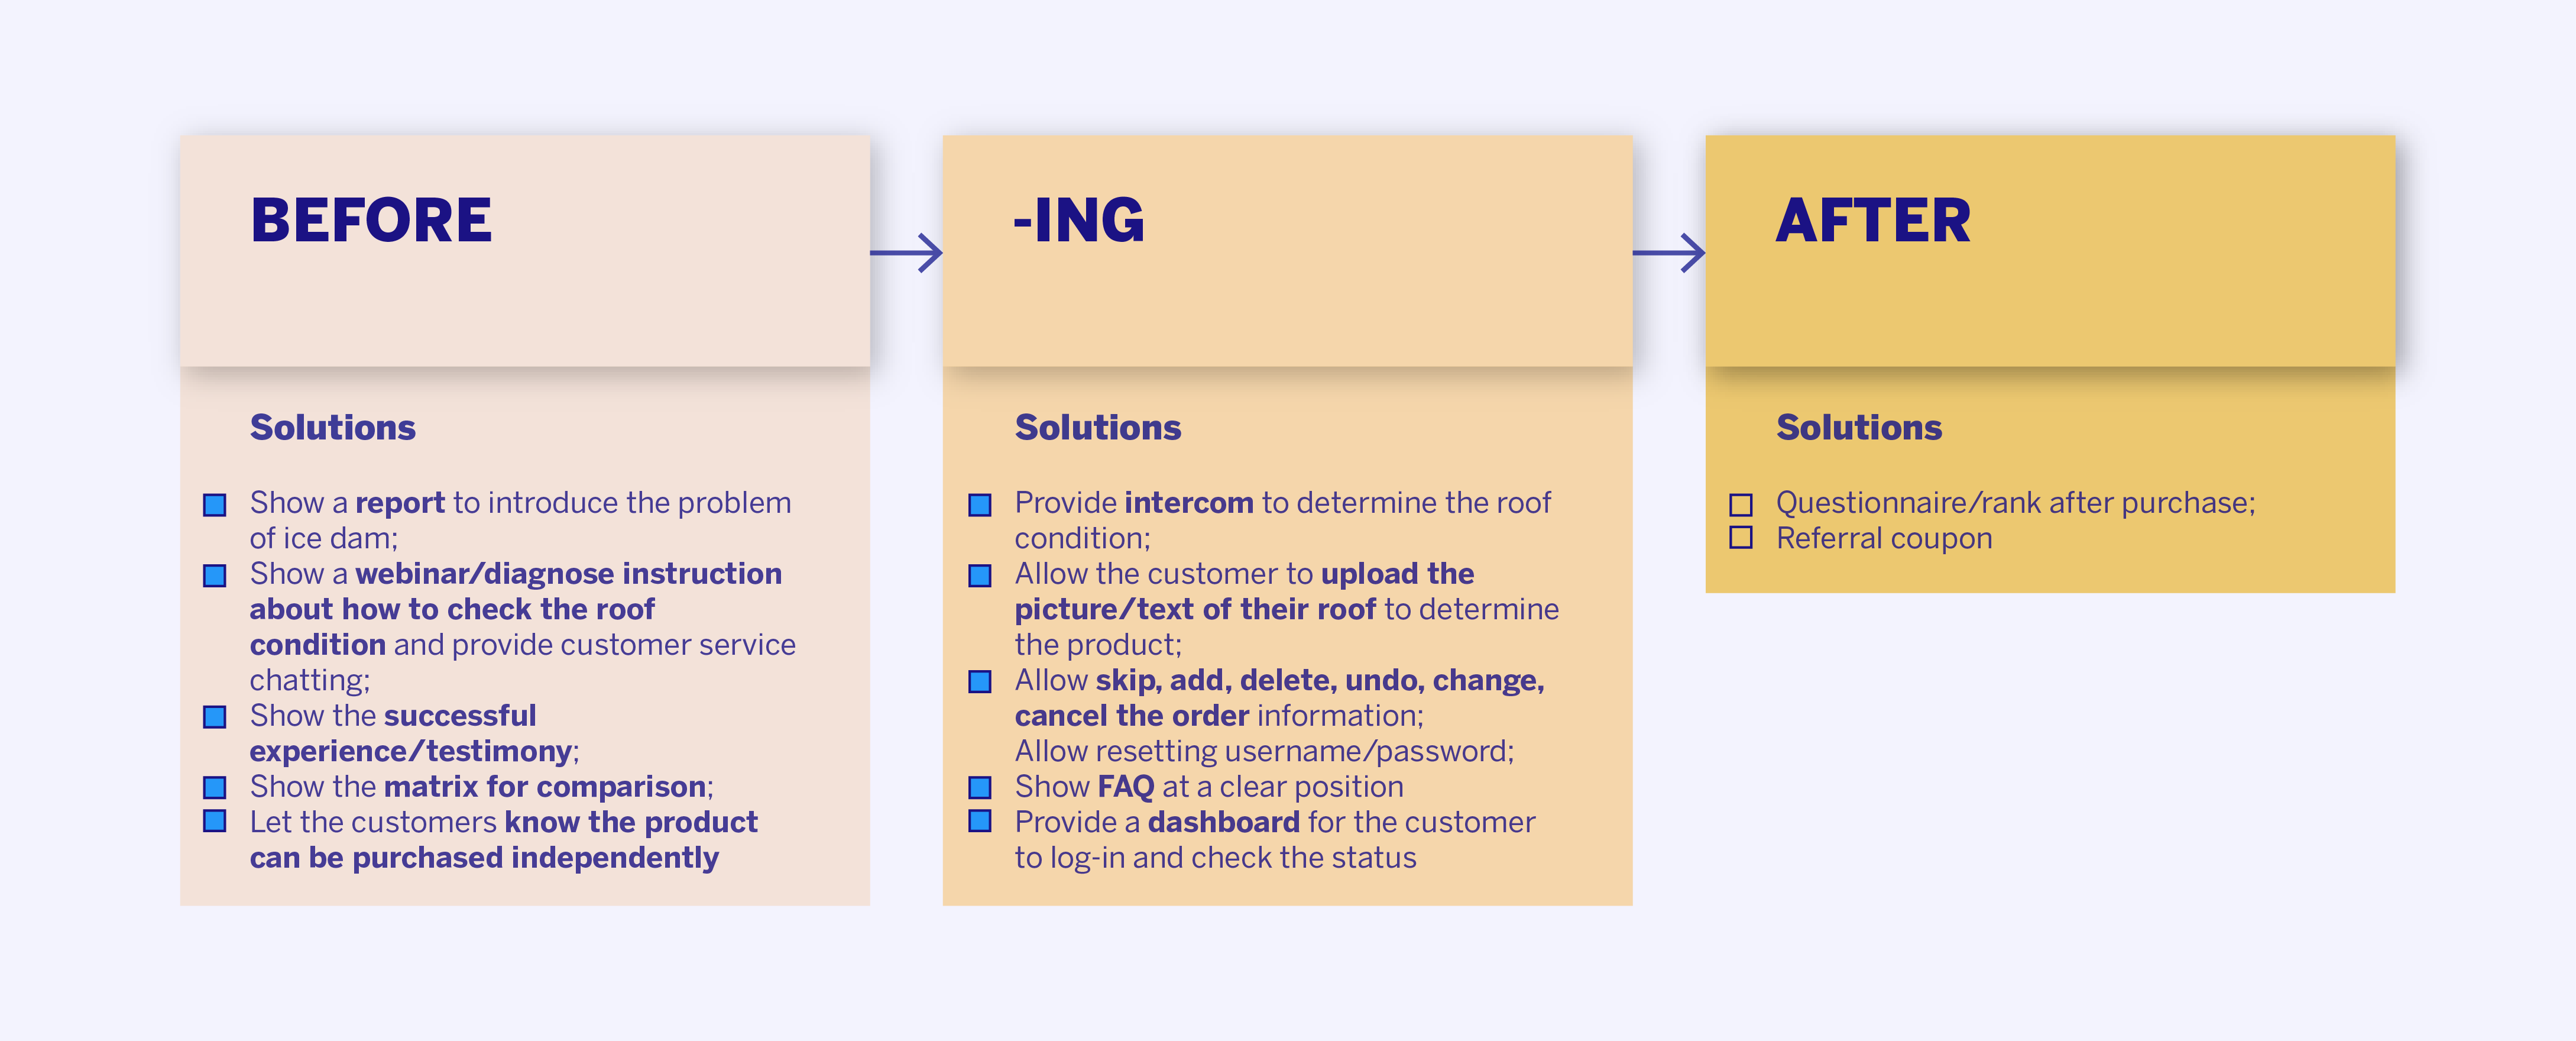 BEFORE
Solutions
Show a report to introduce the problem
of ice dam;
Show a webinar/diagnose instruction
about how to check the roof
condition and provide customer service
chatting;
Show the successful
experience/testimony;
Show the matrix for comparison;
Let the customers know the product
can be purchased independently
-ING
Solutions
Provide intercom to determine the roof
condition;
Allow the customer to upload the
picture/text of their roof to determine
the product;
Allow skip, add, delete, undo, change,
cancel the order information;
Allow resetting username/password;
Show FAQ at a clear position
Provide a dashboard for the customer
to log-in and check the status
AFTER
Solutions
Questionnaire/rank after purchase;
Referral coupon